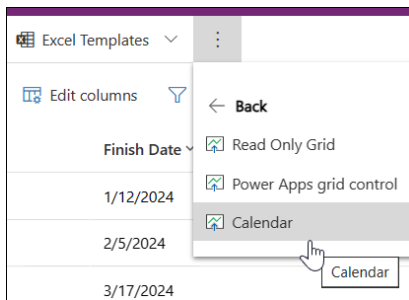 Excel Templates
Edit columns
Back
Read Only Grid
Finish Date
Power Apps grid control
1/12/2024
Calendar
2/5/2024
Calendar
3/17/2024